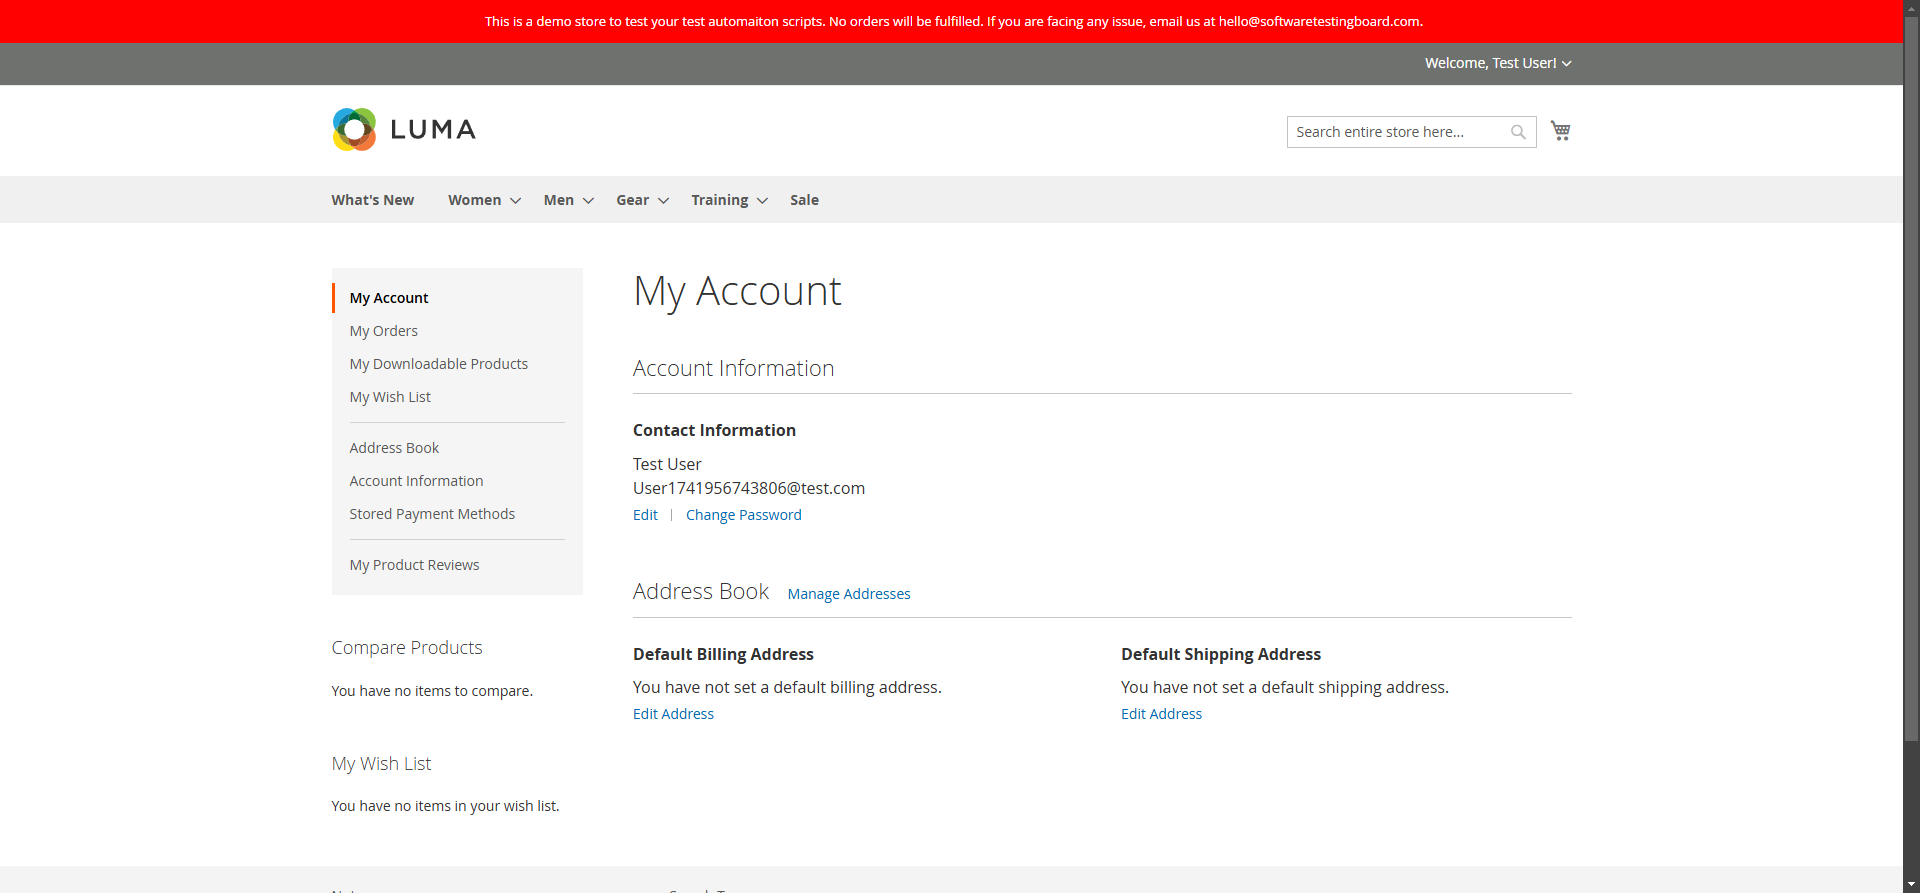 This is a demo store to test your test automaiton scripts. No orders will be fulfilled. If you are facing any issue, email us at hello@softwaretestingboard.com.
Welcome, Test User!
LUMA
Search entire store here...
What's New Women Men Gear Training Sale
My Account
My Orders
My Downloadable Products
My Wish List
Address Book
Account Information
Stored Payment Methods
My Product Reviews
Compare Products
You have no items to compare.
My Wish List
You have no items in your wish list.
My Account
Account Information
Contact Information
Test User
User1741956743806@test.com
Edit | Change Password
Address Book Manage Addresses
Default Billing Address
You have not set a default billing address.
Edit Address
Default Shipping Address
You have not set a default shipping address.
Edit Address